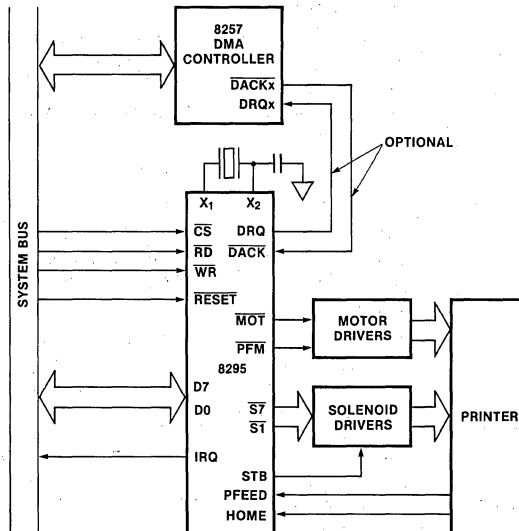 8257
DMA
CONTROLLER
DACKx
DRQx
OPTIONAL
X1 X2
SYSTEM BUS
CS DRQ
RD DACK
WR
RESET
MOT
MOTOR
DRIVERS
PFM
8295
D7
D0
S7
S1
SOLENOID
DRIVERS
PRINTER
IRQ
STB
PFEED
HOME